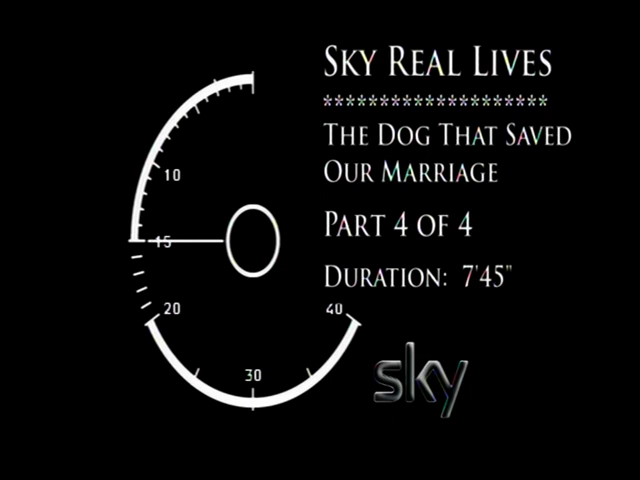 SKY REAL LIVES
********************
THE DOG THAT SAVED
OUR MARRIAGE
PART 4 OF 4
DURATION: 7'45"
10
15
20
40
30
sky